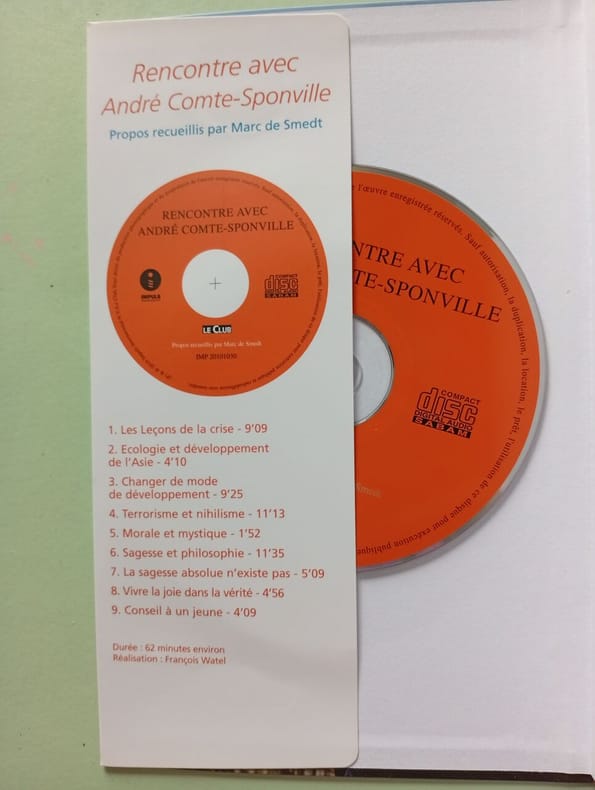 Rencontre avec
André Comte-Sponville
Propos recueillis par Marc de Smedt
RENCONTRE AVEC
ANDRÉ COMTE-SPONVILLE
IMPULS
COMPACT
disc
SABAM
LE CLUB
Propos recueillis par Marc de Smedt
IMP 20101030
1. Les Leçons de la crise - 9'09
2. Ecologie et développement
de l'Asie - 4'10
3. Changer de mode
de développement - 9'25
4. Terrorisme et nihilisme - 11'13
5. Morale et mystique - 1'52
6. Sagesse et philosophie - 11'35
7. La sagesse absolue n'existe pas - 5'09
8. Vivre la joie dans la vérité - 4'56
9. Conseil à un jeune - 4'09
Durée : 62 minutes environ
Réalisation : François Watel
de l'œuvre enregistrée réservés. Sauf autorisation, la duplication, la location, le prêt, l'utilisation de ce disque pour exécution publique
NTRE AVEC
TE-SPONVILLE
COMPACT
disc
DIGITAL AUDIO
SABAM
Smedt